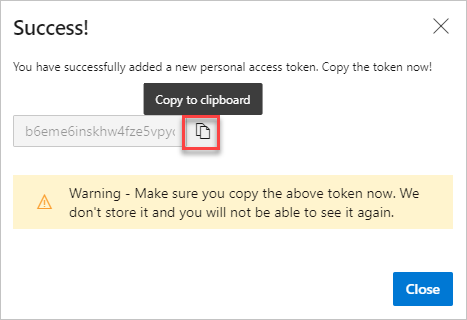 Success!
You have successfully added a new personal access token. Copy the token now!
Copy to clipboard
b6eme6inskhw4fze5vpyc
Warning - Make sure you copy the above token now. We
don't store it and you will not be able to see it again.
Close